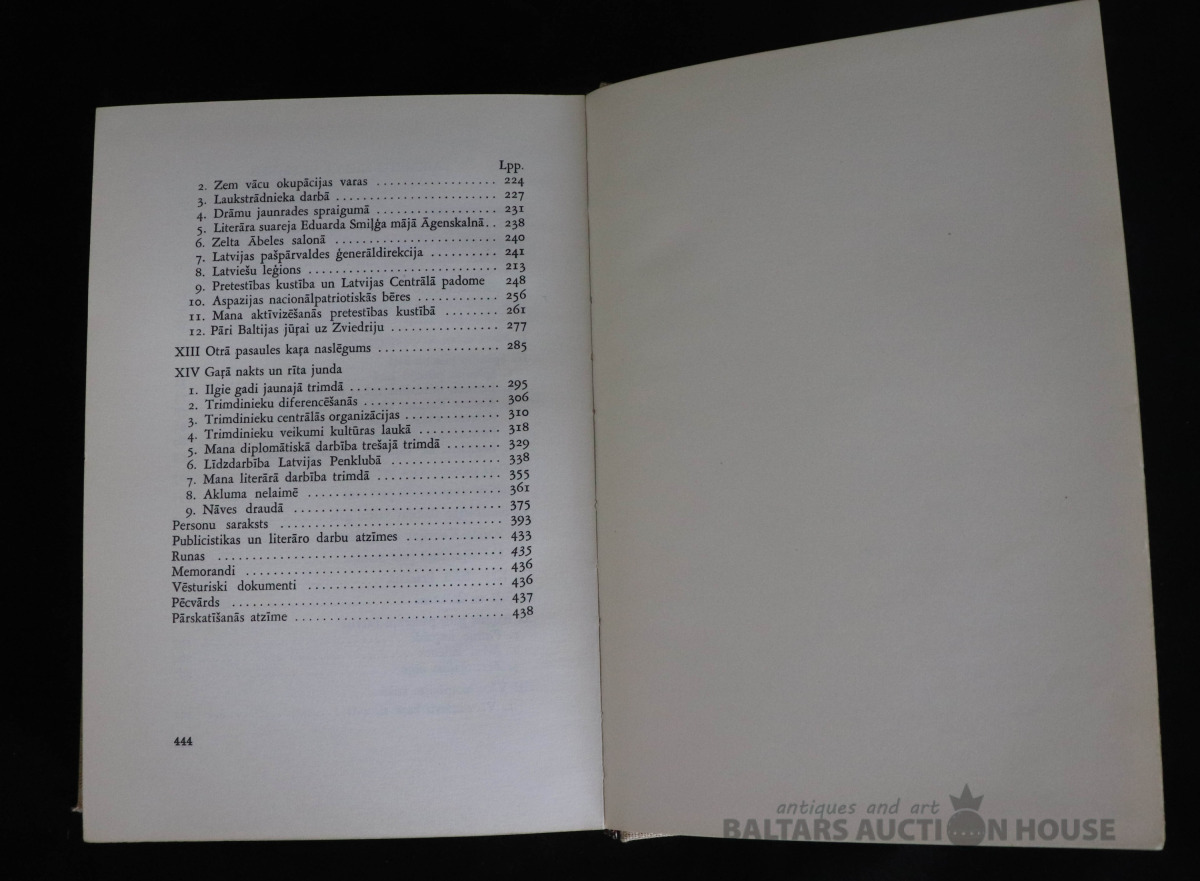 Lpp.
2. Zem vācu okupācijas varas .................. 224
3. Laukstrādnieka darbā ........................ 227
4. Drāmu jaunrades spraigumā .................. 231
5. Literāra suareja Eduarda Smiļģa mājā Āgenskalnā.. 238
6. Zelta Ābeles salonā ........................ 240
7. Latvijas pašpārvaldes ģenerāldirekcija .......... 241
8. Latviešu leģions ............................ 213
9. Pretestības kustība un Latvijas Centrālā padome 248
10. Aspazijas nacionālpatriotiskās bēres ............ 256
11. Mana aktīvizēšanās pretestības kustībā ........ 261
12. Pāri Baltijas jūŗai uz Zviedriju ................ 277
XIII Otrā pasaules kaŗa naslēgums .................. 285
XIV Gaŗā nakts un rīta junda
1. Ilgie gadi jaunajā trimdā ...................... 295
2. Trimdinieku diferencēšanās .................... 306
3. Trimdinieku centrālās organizācijas .............. 310
4. Trimdinieku veikumi kultūras laukā ............ 318
5. Mana diplomātiskā darbība trešajā trimdā ........ 329
6. Līdzdarbība Latvijas Penklubā ................ 338
7. Mana literārā darbība trimdā .................. 355
8. Akluma nelaimē ............................ 361
9. Nāves draudā .............................. 375
Personu saraksts ................................ 393
Publicistikas un literāro darbu atzīmes .............. 433
Runas ........................................ 435
Memorandi .................................... 436
Vēsturiski dokumenti ............................ 436
Pēcvārds ...................................... 437
Pārskatīšanās atzīme .............................. 438
444
antiques and art
BALTARS AUCTION HOUSE